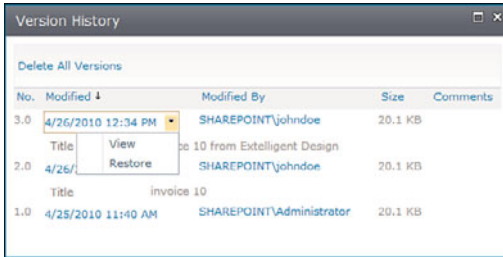 Version History
Delete All Versions
No. Modified Modified By Size Comments
3.0 4/26/2010 12:34 PM SHAREPOINT\johndoe 20.1 KB
Title View ice 10 from Extelligent Design
2.0 4/26/ Restore SHAREPOINT\johndoe 20.1 KB
Title invoice 10
1.0 4/25/2010 11:40 AM SHAREPOINT\Administrator 20.1 KB